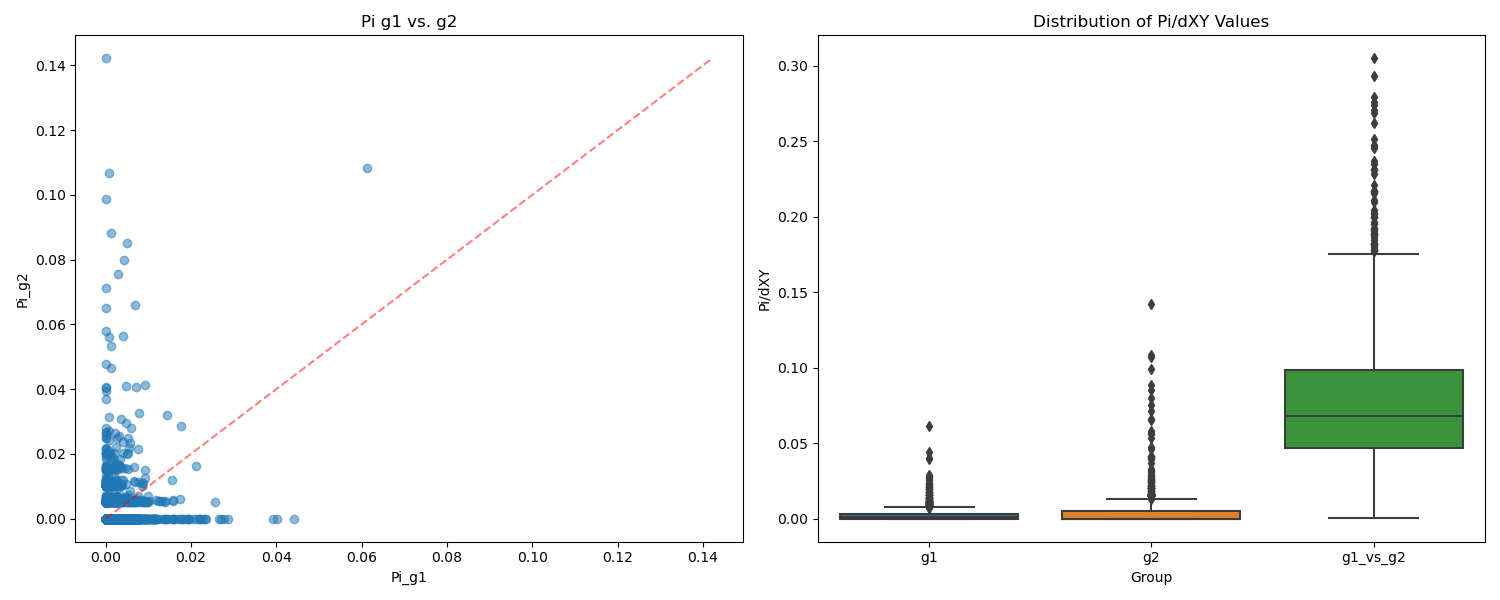 Pi g1 vs. g2
Pi_g2
0.14
0.12
0.10
0.08
0.06
0.04
0.02
0.00
0.00 0.02 0.04 0.06 0.08 0.10 0.12 0.14
Pi_g1
Distribution of Pi/dXY Values
Pi/dXY
0.30
0.25
0.20
0.15
0.10
0.05
0.00
g1 g2 g1_vs_g2
Group